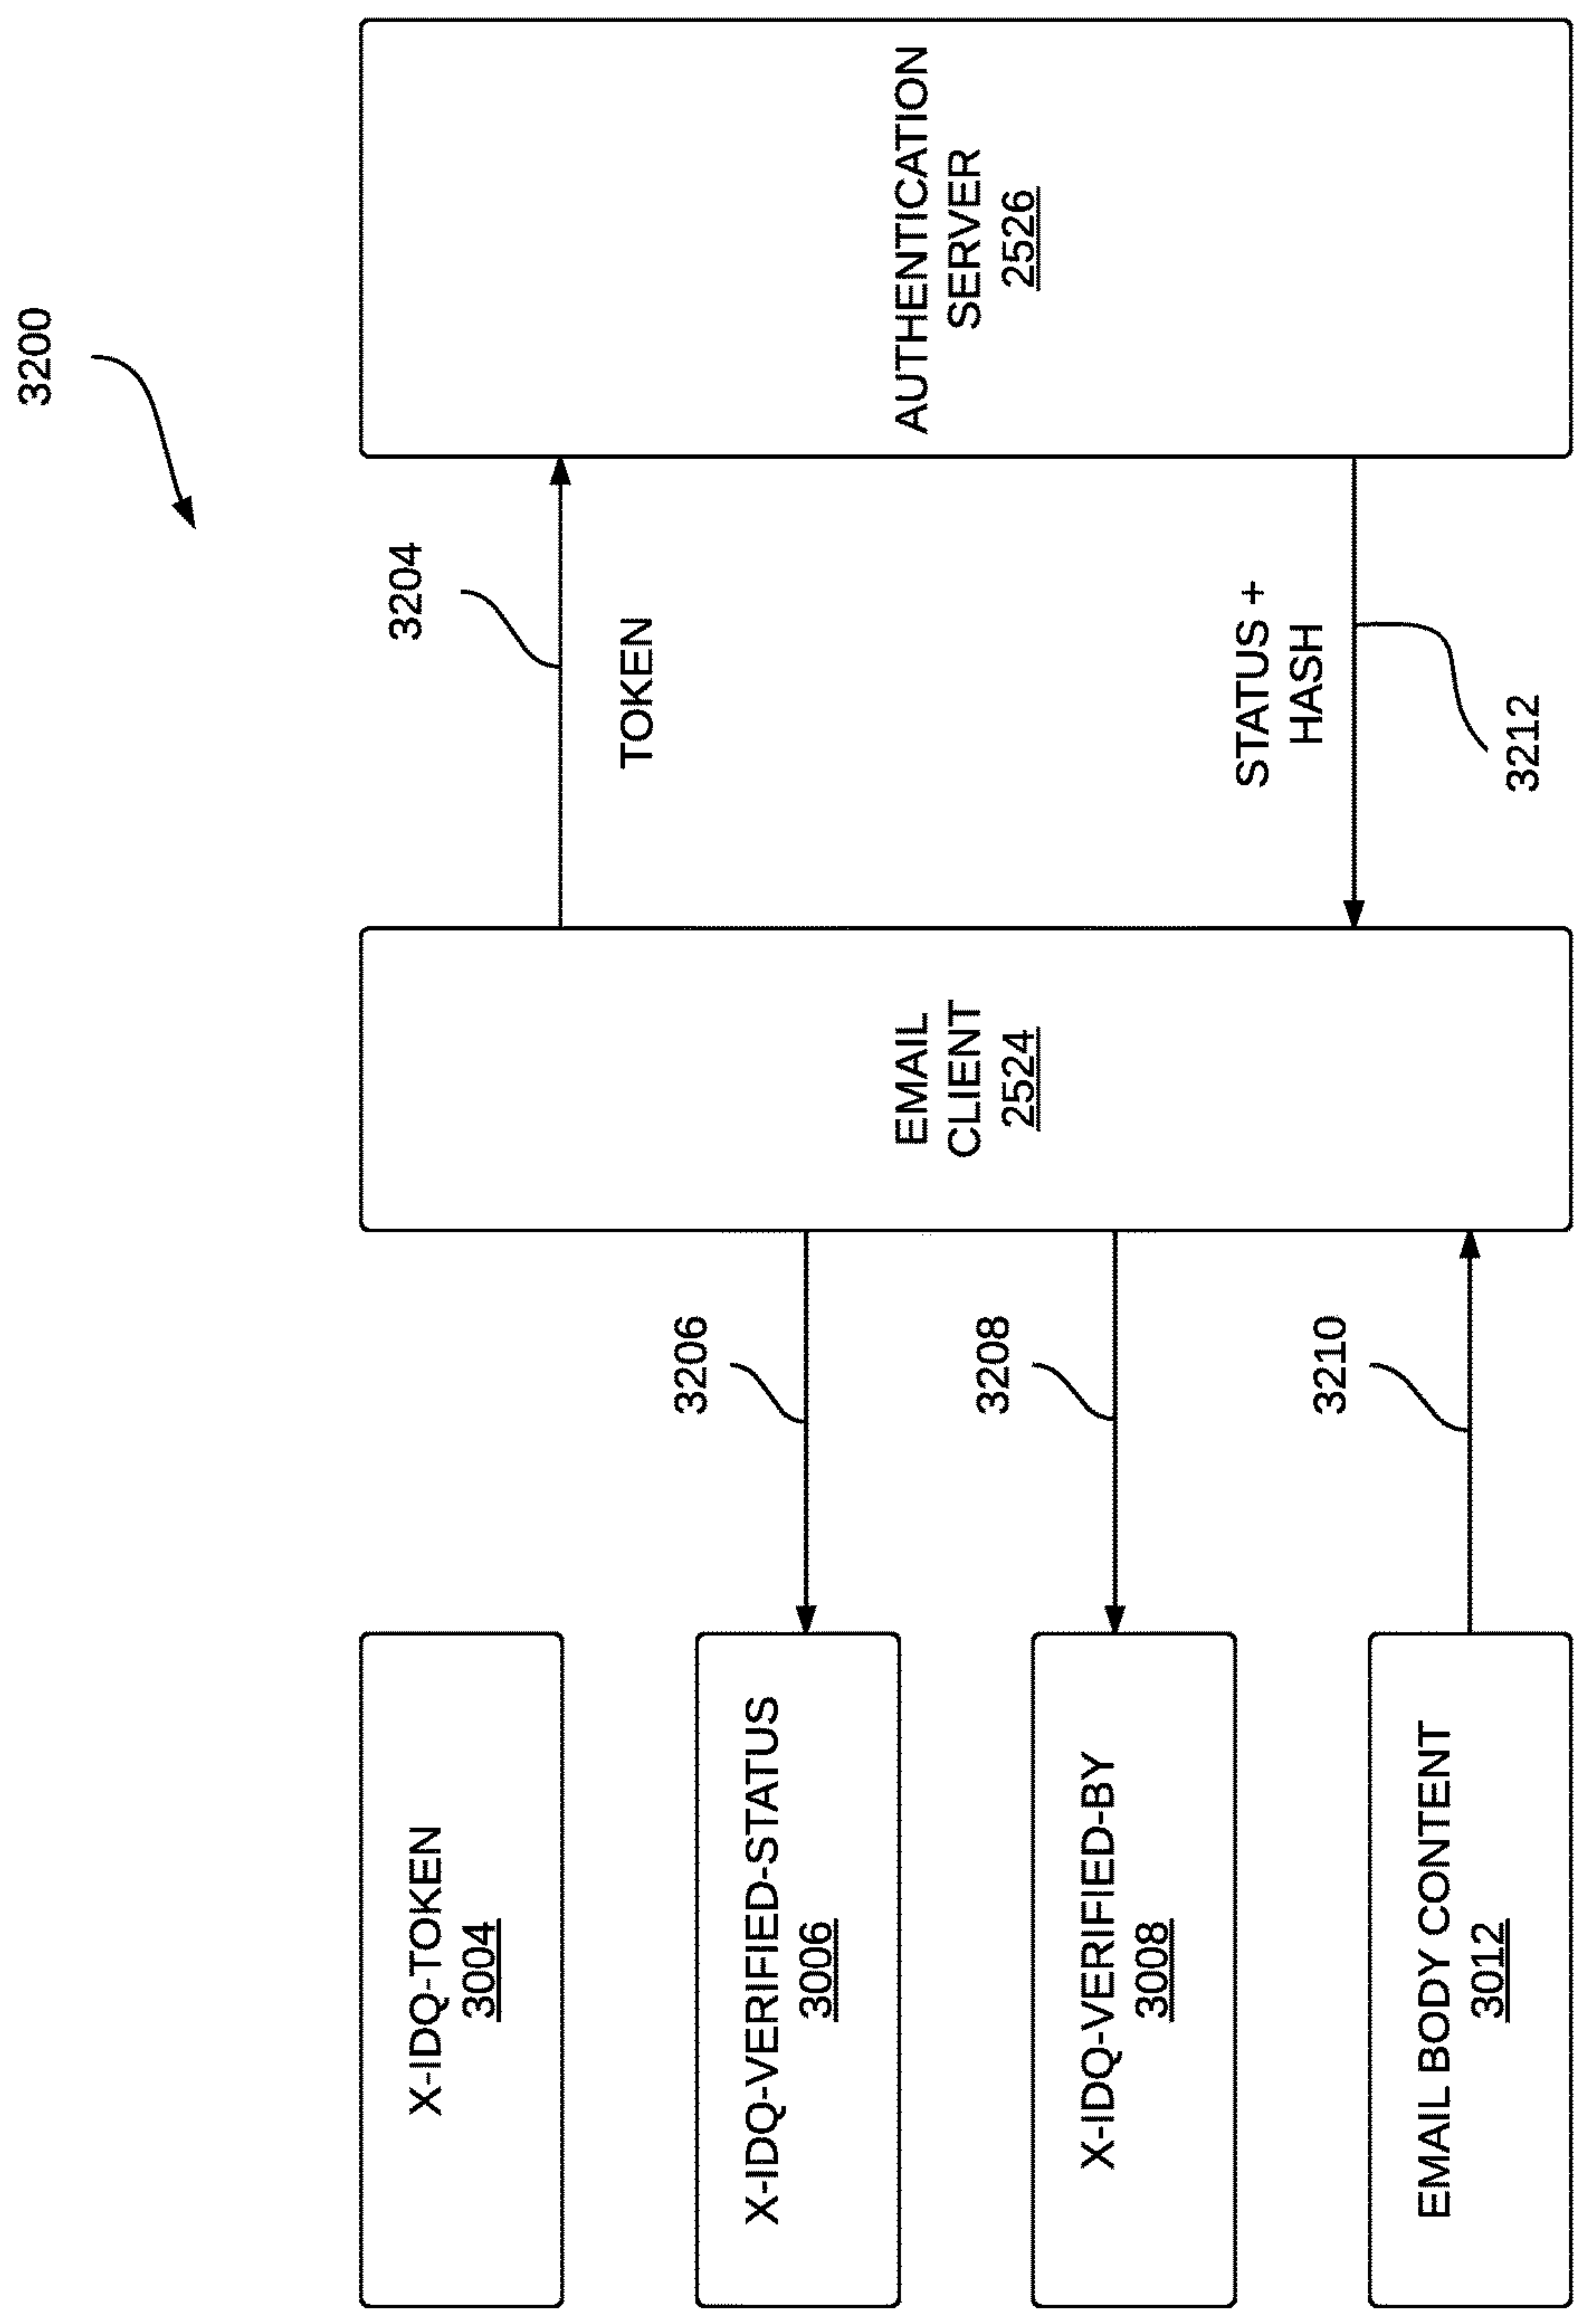 3200
X-IDQ-TOKEN
3004
3204
TOKEN
X-IDQ-VERIFIED-STATUS
3006
3206
EMAIL
CLIENT
2524
AUTHENTICATION
SERVER
2526
X-IDQ-VERIFIED-BY
3008
3208
STATUS +
HASH
EMAIL BODY CONTENT
3012
3210
3212